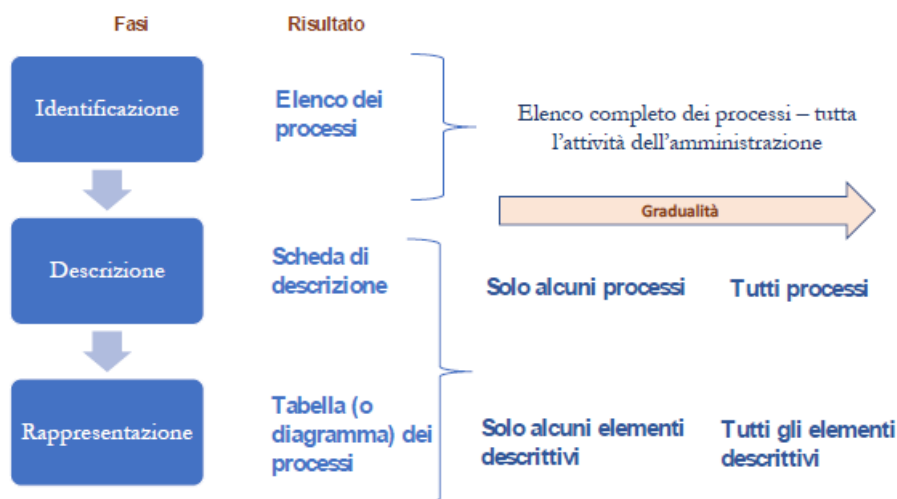 Fasi
Risultato
Identificazione
Elenco dei
processi
Elenco completo dei processi – tutta
l'attività dell'amministrazione
Gradualità
Descrizione
Scheda di
descrizione
Solo alcuni processi
Tutti processi
Rappresentazione
Tabella (o
diagramma) dei
processi
Solo alcuni elementi
descrittivi
Tutti gli elementi
descrittivi